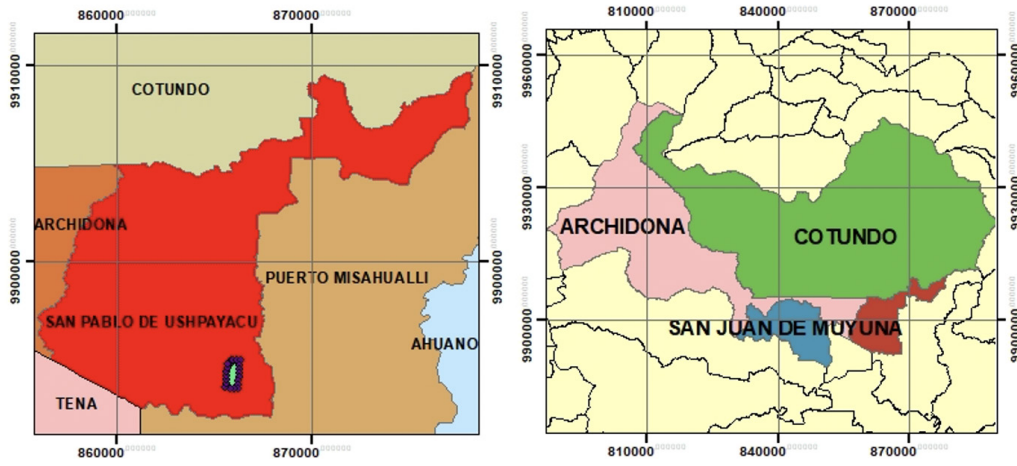 860000 870000
COTUNDO
ARCHIDONA
PUERTO MISAHUALLI
SAN PABLO DE USHPAYACU
AHUANO
TENA
860000 870000
9910000 9900000
9910000 9900000
810000 840000 870000
ARCHIDONA
COTUNDO
SAN JUAN DE MUYUNA
810000 840000 870000
9960000 9930000 9900000
9960000 9930000 9900000